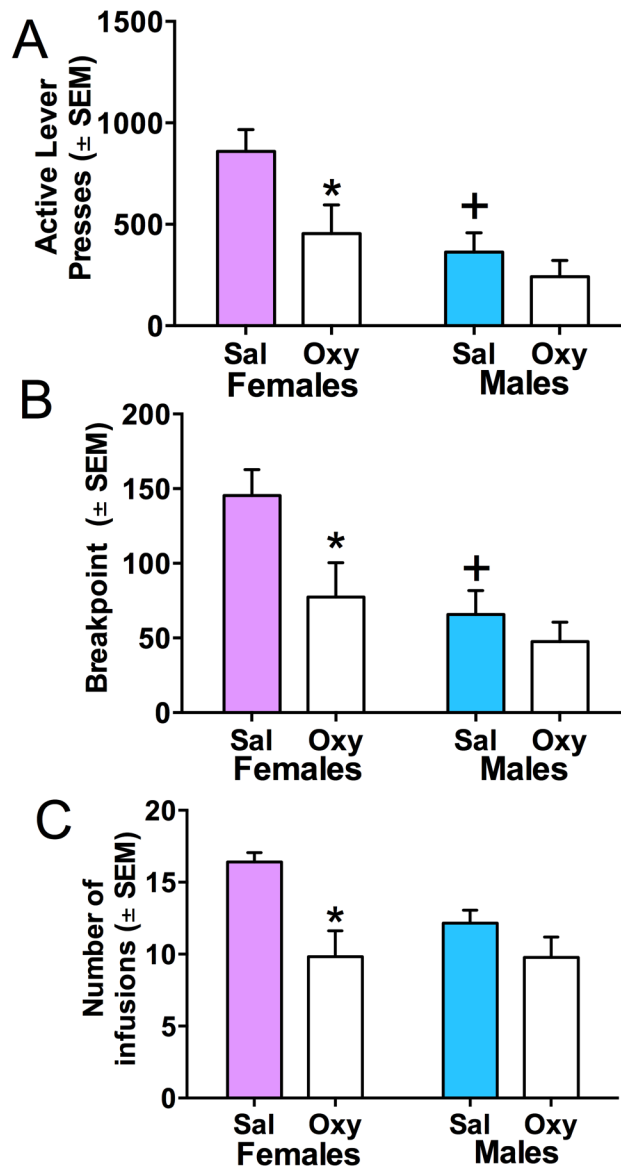 A
Active Lever
Presses (± SEM)
1500
1000
500
0
*
+
Sal Oxy Sal Oxy
Females Males
B
Breakpoint (± SEM)
200
150
100
50
0
*
+
Sal Oxy Sal Oxy
Females Males
C
Number of
infusions (± SEM)
20
15
10
5
0
*
Sal Oxy Sal Oxy
Females Males